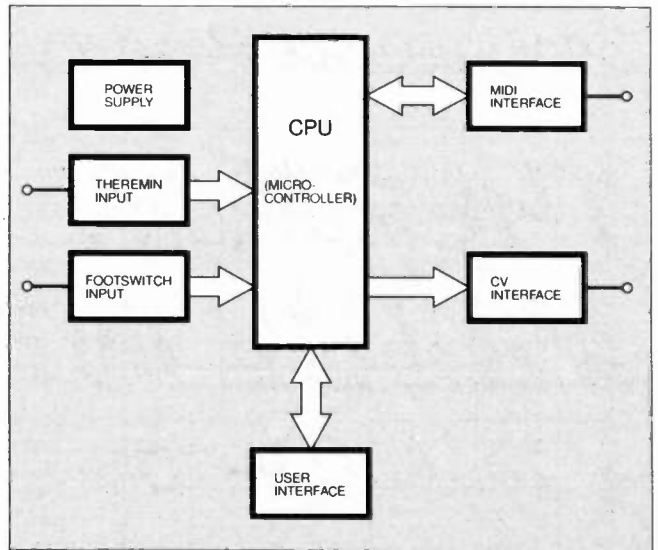 POWER
SUPPLY
THEREMIN
INPUT
FOOTSWITCH
INPUT
CPU
(MICRO-
CONTROLLER)
MIDI
INTERFACE
CV
INTERFACE
USER
INTERFACE